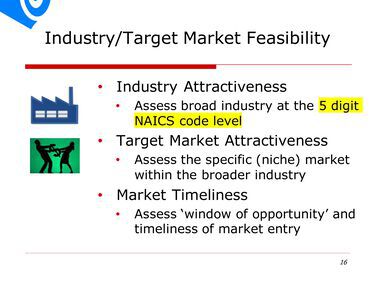 Industry/Target Market Feasibility
• Industry Attractiveness
• Assess broad industry at the 5 digit
NAICS code level
• Target Market Attractiveness
• Assess the specific (niche) market
within the broader industry
• Market Timeliness
• Assess ‘window of opportunity’ and
timeliness of market entry
16